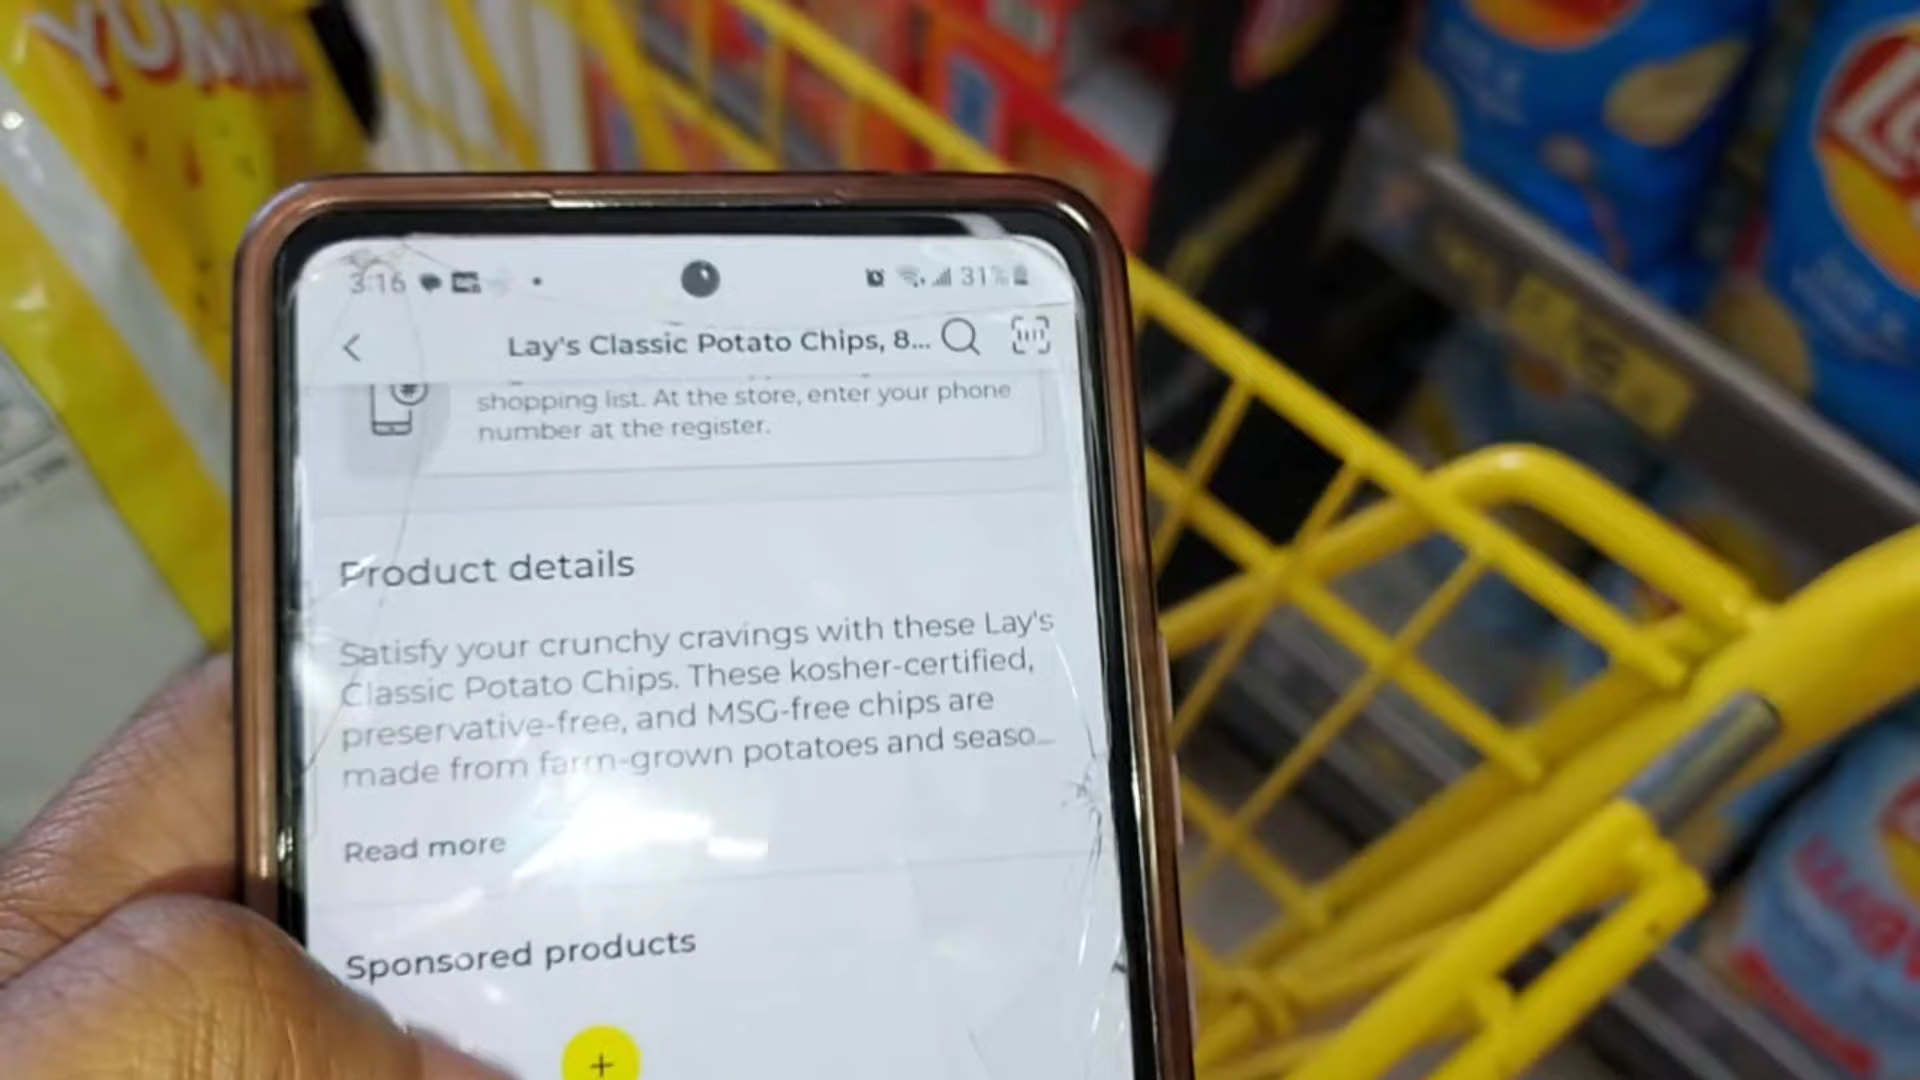 YUMM
3:16
31%
Lay's Classic Potato Chips, 8...
shopping list. At the store, enter your phone
number at the register.
Product details
Satisfy your crunchy cravings with these Lay's
Classic Potato Chips. These kosher-certified,
preservative-free, and MSG-free chips are
made from farm-grown potatoes and seaso...
Read more
Sponsored products
+